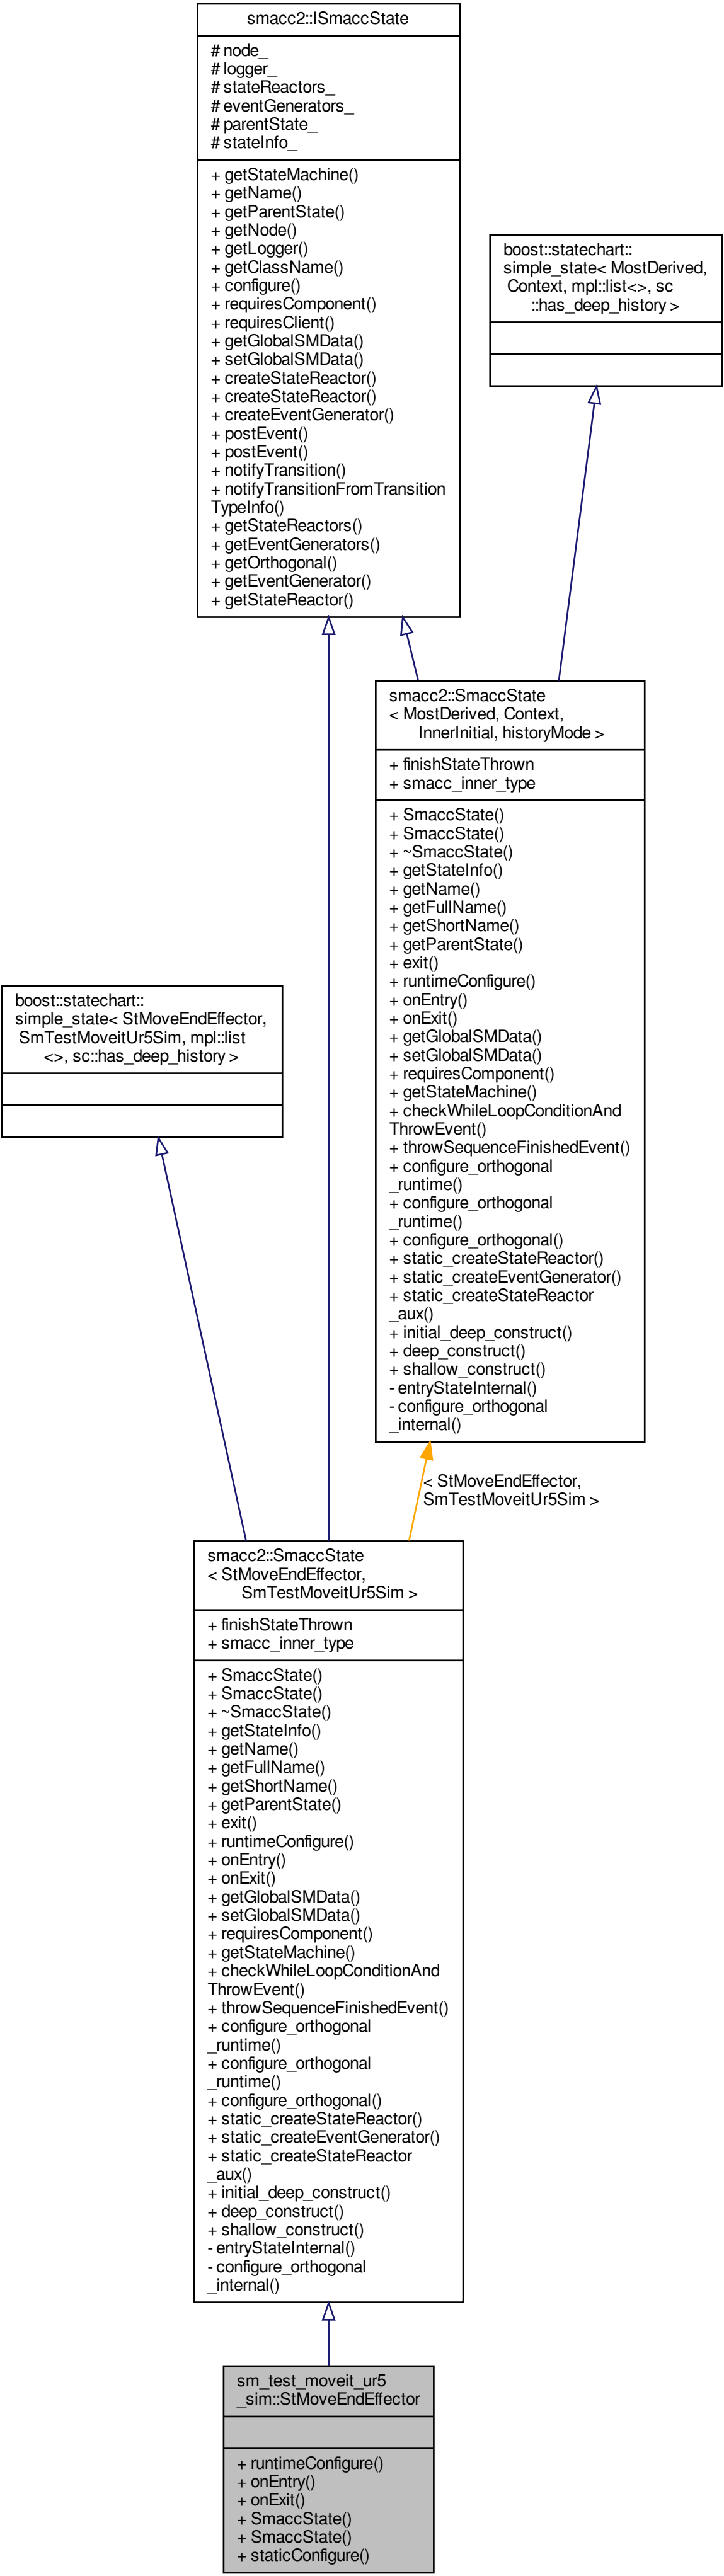 smacc2::ISmaccState
# node_
# logger_
# stateReactors_
# eventGenerators_
# parentState_
# stateInfo_
+ getStateMachine()
+ getName()
+ getParentState()
+ getNode()
+ getLogger()
+ getClassName()
+ configure()
+ requiresComponent()
+ requiresClient()
+ getGlobalSMData()
+ setGlobalSMData()
+ createStateReactor()
+ createStateReactor()
+ createEventGenerator()
+ postEvent()
+ postEvent()
+ notifyTransition()
+ notifyTransitionFromTransition
TypeInfo()
+ getStateReactors()
+ getEventGenerators()
+ getOrthogonal()
+ getEventGenerator()
+ getStateReactor()
boost::statechart::
simple_state< MostDerived,
Context, mpl::list<>, sc
::has_deep_history >
smacc2::SmaccState
< MostDerived, Context,
InnerInitial, historyMode >
+ finishStateThrown
+ smacc_inner_type
+ SmaccState()
+ SmaccState()
+ ~SmaccState()
+ getStateInfo()
+ getName()
+ getFullName()
+ getShortName()
+ getParentState()
+ exit()
+ runtimeConfigure()
+ onEntry()
+ onExit()
+ getGlobalSMData()
+ setGlobalSMData()
+ requiresComponent()
+ getStateMachine()
+ checkWhileLoopConditionAnd
ThrowEvent()
+ throwSequenceFinishedEvent()
+ configure_orthogonal
_runtime()
+ configure_orthogonal
_runtime()
+ configure_orthogonal()
+ static_createStateReactor()
+ static_createEventGenerator()
+ static_createStateReactor
_aux()
+ initial_deep_construct()
+ deep_construct()
+ shallow_construct()
- entryStateInternal()
- configure_orthogonal
_internal()
boost::statechart::
simple_state< StMoveEndEffector,
SmTestMoveitUr5Sim, mpl::list
<>, sc::has_deep_history >
< StMoveEndEffector,
SmTestMoveitUr5Sim >
smacc2::SmaccState
< StMoveEndEffector,
SmTestMoveitUr5Sim >
+ finishStateThrown
+ smacc_inner_type
+ SmaccState()
+ SmaccState()
+ ~SmaccState()
+ getStateInfo()
+ getName()
+ getFullName()
+ getShortName()
+ getParentState()
+ exit()
+ runtimeConfigure()
+ onEntry()
+ onExit()
+ getGlobalSMData()
+ setGlobalSMData()
+ requiresComponent()
+ getStateMachine()
+ checkWhileLoopConditionAnd
ThrowEvent()
+ throwSequenceFinishedEvent()
+ configure_orthogonal
_runtime()
+ configure_orthogonal
_runtime()
+ configure_orthogonal()
+ static_createStateReactor()
+ static_createEventGenerator()
+ static_createStateReactor
_aux()
+ initial_deep_construct()
+ deep_construct()
+ shallow_construct()
- entryStateInternal()
- configure_orthogonal
_internal()
sm_test_moveit_ur5
_sim::StMoveEndEffector
+ runtimeConfigure()
+ onEntry()
+ onExit()
+ SmaccState()
+ SmaccState()
+ staticConfigure()